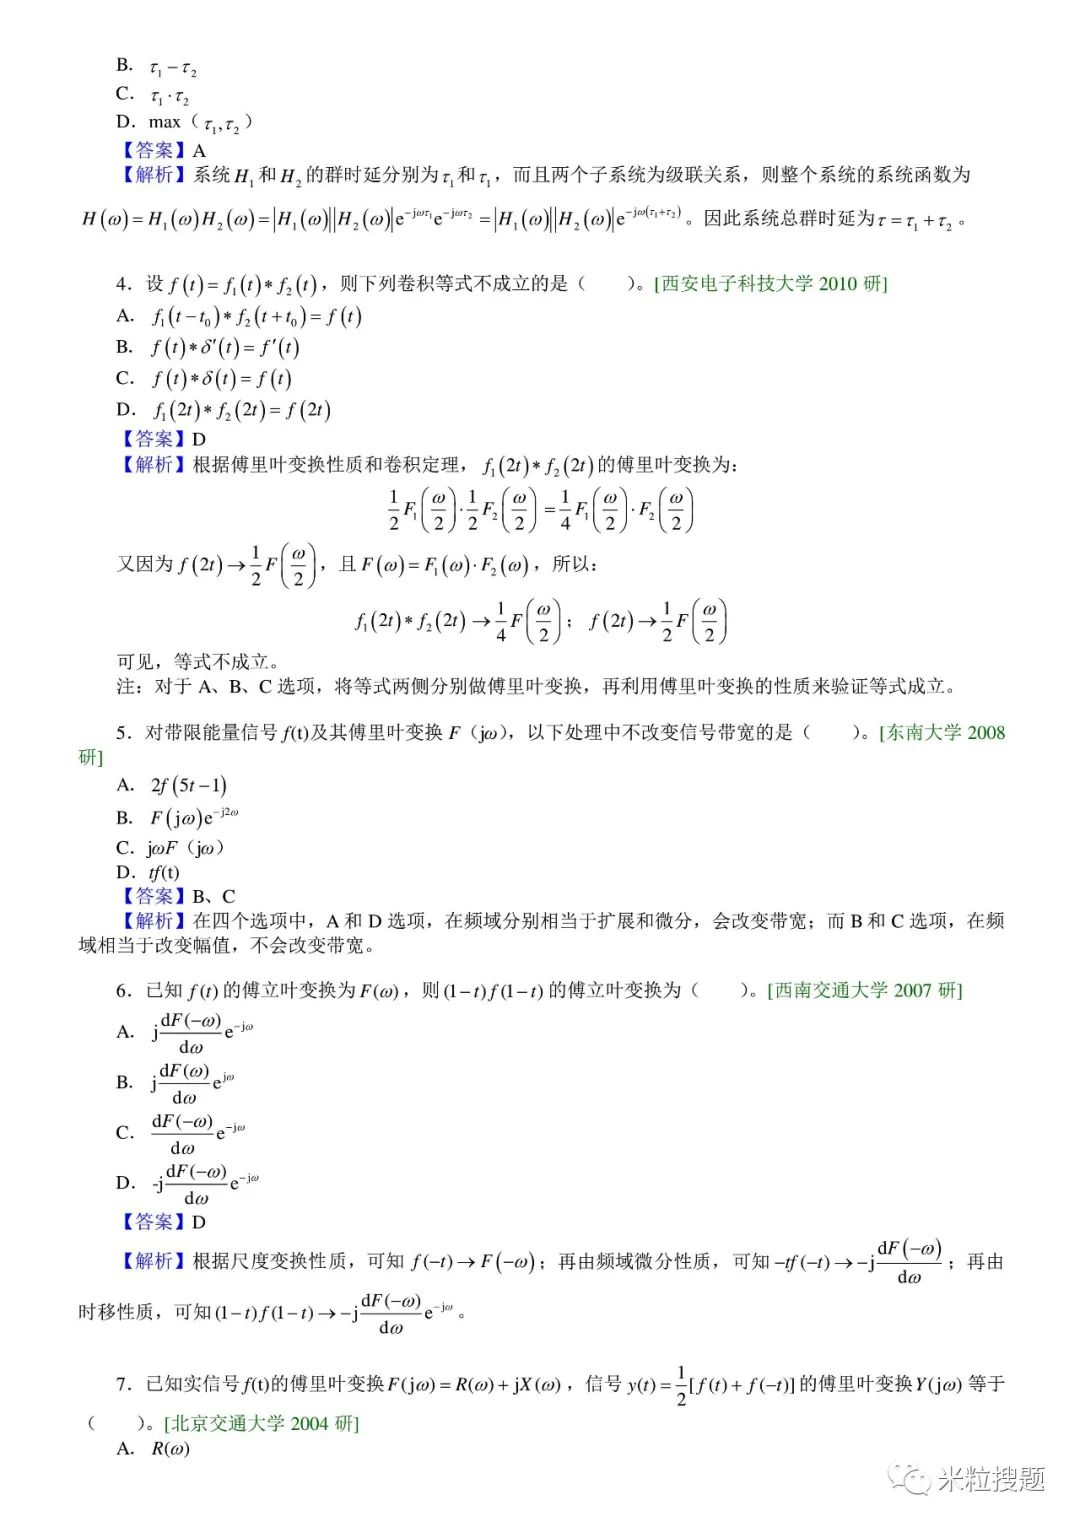 B. τ₁ − τ₂
C. τ₁ · τ₂
D. max（τ₁,τ₂）
【答案】A
【解析】系统 H₁ 和 H₂ 的群时延分别为 τ₁ 和 τ₁，而且两个子系统为级联关系，则整个系统的系统函数为
H(ω) = H₁(ω)H₂(ω) = |H₁(ω)||H₂(ω)|e^{-jωτ₁}e^{-jωτ₂} = |H₁(ω)||H₂(ω)|e^{-jω(τ₁+τ₂)}。因此系统总群时延为 τ = τ₁ + τ₂。
4．设 f(t) = f₁(t)∗f₂(t)，则下列卷积等式不成立的是（　　）。[西安电子科技大学 2010 研]
A. f₁(t − t₀)∗f₂(t + t₀) = f(t)
B. f(t)∗δ′(t) = f′(t)
C. f(t)∗δ(t) = f(t)
D. f₁(2t)∗f₂(2t) = f(2t)
【答案】D
【解析】根据傅里叶变换性质和卷积定理，f₁(2t)∗f₂(2t) 的傅里叶变换为：
1/2 F₁(ω/2) · 1/2 F₂(ω/2) = 1/4 F₁(ω/2) · F₂(ω/2)
又因为 f(2t) → 1/2 F(ω/2)，且 F(ω) = F₁(ω)·F₂(ω)，所以：
f₁(2t)∗f₂(2t) → 1/4 F(ω/2)；f(2t) → 1/2 F(ω/2)
可见，等式不成立。
注：对于 A、B、C 选项，将等式两侧分别做傅里叶变换，再利用傅里叶变换的性质来验证等式成立。
5．对带限能量信号 f(t)及其傅里叶变换 F（jω），以下处理中不改变信号带宽的是（　　）。[东南大学 2008
研]
A. 2f(5t − 1)
B. F(jω)e^{-j2ω}
C. jωF（jω）
D. tf(t)
【答案】B、C
【解析】在四个选项中，A 和 D 选项，在频域分别相当于扩展和微分，会改变带宽；而 B 和 C 选项，在频
域相当于改变幅值，不会改变带宽。
6．已知 f(t) 的傅立叶变换为 F(ω)，则 (1−t)f(1−t) 的傅立叶变换为（　　）。[西南交通大学 2007 研]
A. j dF(−ω)/dω e^{-jω}
B. j dF(ω)/dω e^{jω}
C. dF(−ω)/dω e^{-jω}
D. -j dF(−ω)/dω e^{-jω}
【答案】D
【解析】根据尺度变换性质，可知 f(−t) → F(−ω)；再由频域微分性质，可知 −tf(−t) → −j dF(−ω)/dω；再由
时移性质，可知 (1−t)f(1−t) → −j dF(−ω)/dω e^{-jω}。
7．已知实信号 f(t)的傅里叶变换 F(jω) = R(ω) + jX(ω)，信号 y(t) = 1/2[f(t) + f(−t)] 的傅里叶变换 Y(jω) 等于
（　　）。[北京交通大学 2004 研]
A. R(ω)
米粒搜题